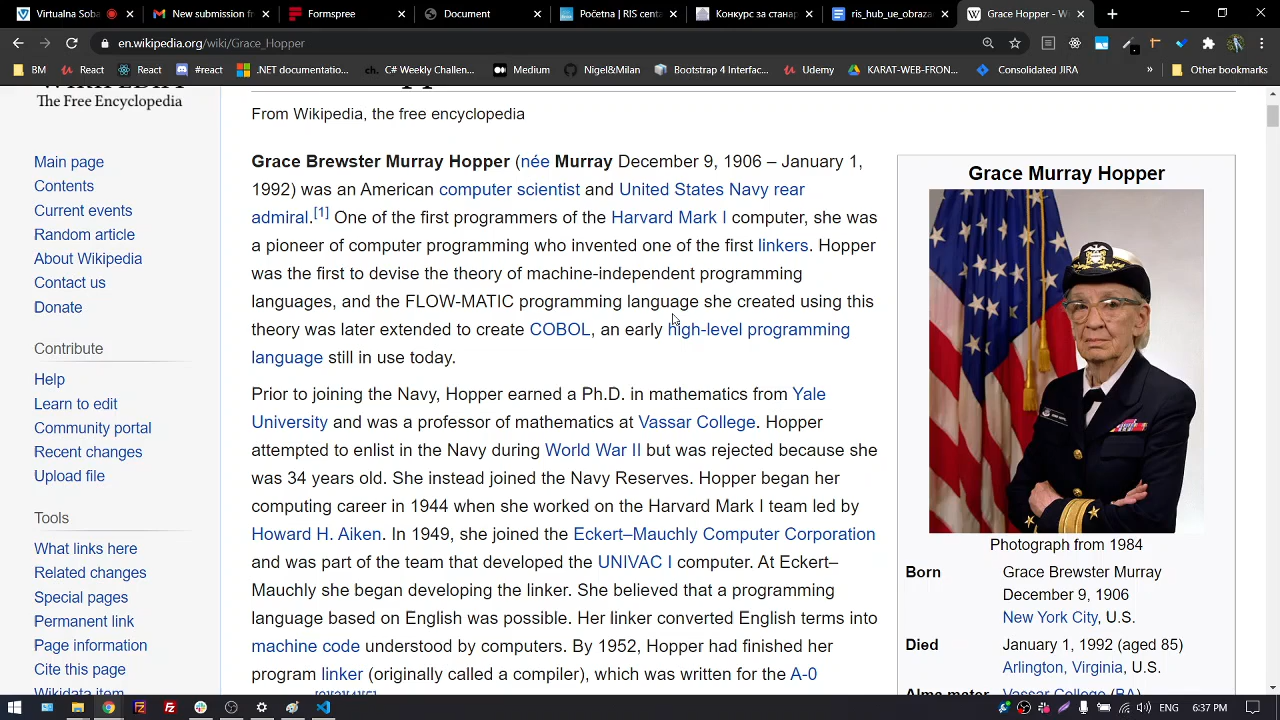 Virtualna Soba
New submission fr
Formspree
Document
Početna | RIS centa
Конкурс за стана
ris_hub_ue_obraza
Grace Hopper - W
en.wikipedia.org/wiki/Grace_Hopper
BM
React
React
#react
.NET documentatio...
C# Weekly Challen...
Medium
Nigel&Milan
Bootstrap 4 Interfac...
Udemy
KARAT-WEB-FRON...
Consolidated JIRA
»
Other bookmarks
The Free Encyclopedia
Main page
Contents
Current events
Random article
About Wikipedia
Contact us
Donate
Contribute
Help
Learn to edit
Community portal
Recent changes
Upload file
Tools
What links here
Related changes
Special pages
Permanent link
Page information
Cite this page
Wikidata item
From Wikipedia, the free encyclopedia
Grace Brewster Murray Hopper (née Murray December 9, 1906 – January 1,
1992) was an American computer scientist and United States Navy rear
admiral.[1] One of the first programmers of the Harvard Mark I computer, she was
a pioneer of computer programming who invented one of the first linkers. Hopper
was the first to devise the theory of machine-independent programming
languages, and the FLOW-MATIC programming language she created using this
theory was later extended to create COBOL, an early high-level programming
language still in use today.
Prior to joining the Navy, Hopper earned a Ph.D. in mathematics from Yale
University and was a professor of mathematics at Vassar College. Hopper
attempted to enlist in the Navy during World War II but was rejected because she
was 34 years old. She instead joined the Navy Reserves. Hopper began her
computing career in 1944 when she worked on the Harvard Mark I team led by
Howard H. Aiken. In 1949, she joined the Eckert–Mauchly Computer Corporation
and was part of the team that developed the UNIVAC I computer. At Eckert–
Mauchly she began developing the linker. She believed that a programming
language based on English was possible. Her linker converted English terms into
machine code understood by computers. By 1952, Hopper had finished her
program linker (originally called a compiler), which was written for the A-0
Grace Murray Hopper
Photograph from 1984
Born Grace Brewster Murray
December 9, 1906
New York City, U.S.
Died January 1, 1992 (aged 85)
Arlington, Virginia, U.S.
Alma mater Vassar College (BA)
ENG 6:37 PM